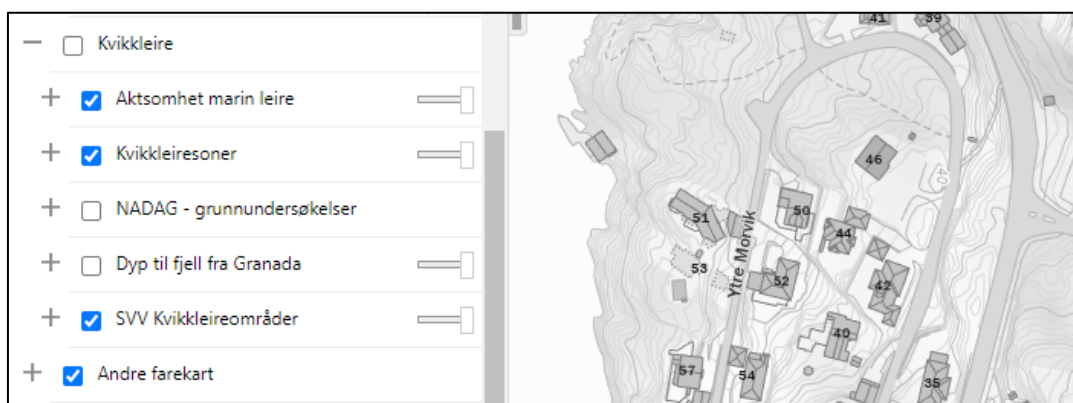 Kvikkleire
Aktsomhet marin leire
Kvikkleiresoner
NADAG - grunnundersøkelser
Dyp til fjell fra Granada
SVV Kvikkleireområder
Andre farekart
41
39
46
40
50
51
44
Ytre Morvik
53
52
42
40
57
54
35